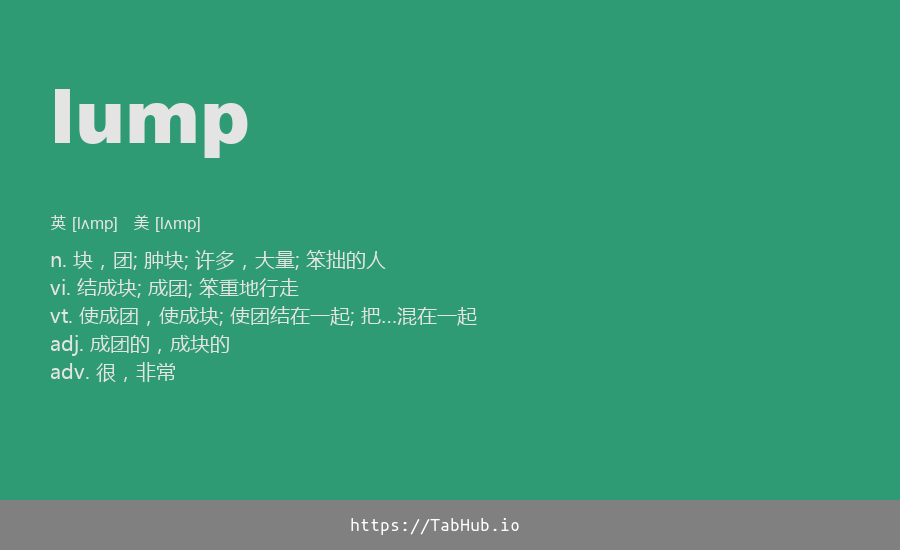 lump
英 [lʌmp] 美 [lʌmp]
n. 块，团; 肿块; 许多，大量; 笨拙的人
vi. 结成块; 成团; 笨重地行走
vt. 使成团，使成块; 使团结在一起; 把...混在一起
adj. 成团的，成块的
adv. 很，非常
https://TabHub.io